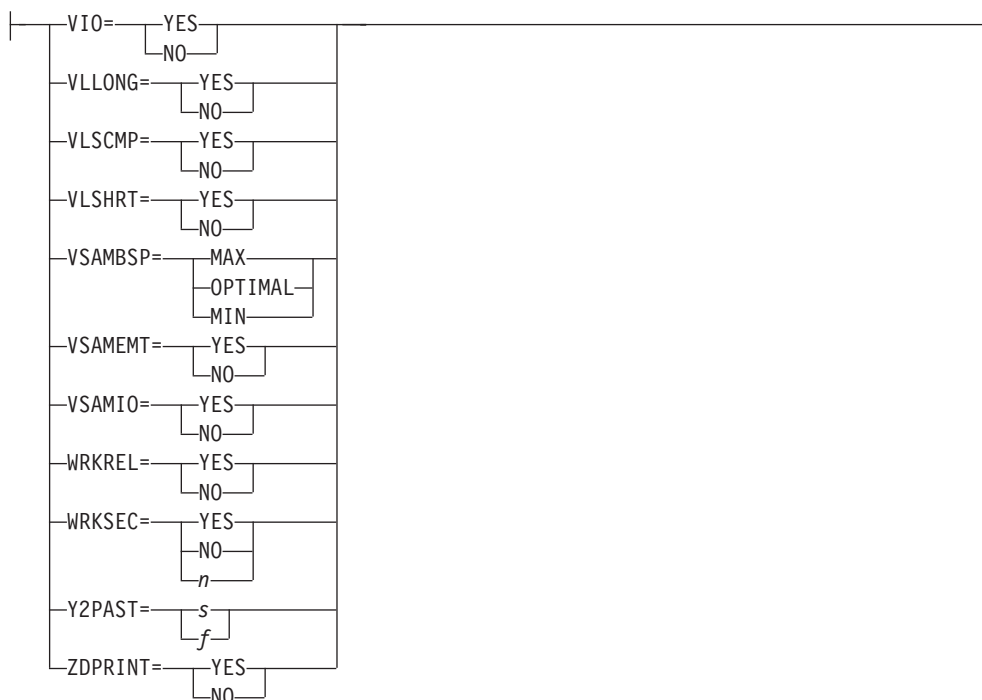 VIO= YES
NO
VLLONG= YES
NO
VLSCMP= YES
NO
VLSHRT= YES
NO
VSAMBSP= MAX
OPTIMAL
MIN
VSAMEMT= YES
NO
VSAMIO= YES
NO
WRKREL= YES
NO
WRKSEC= YES
NO
n
Y2PAST= s
f
ZDPRINT= YES
NO